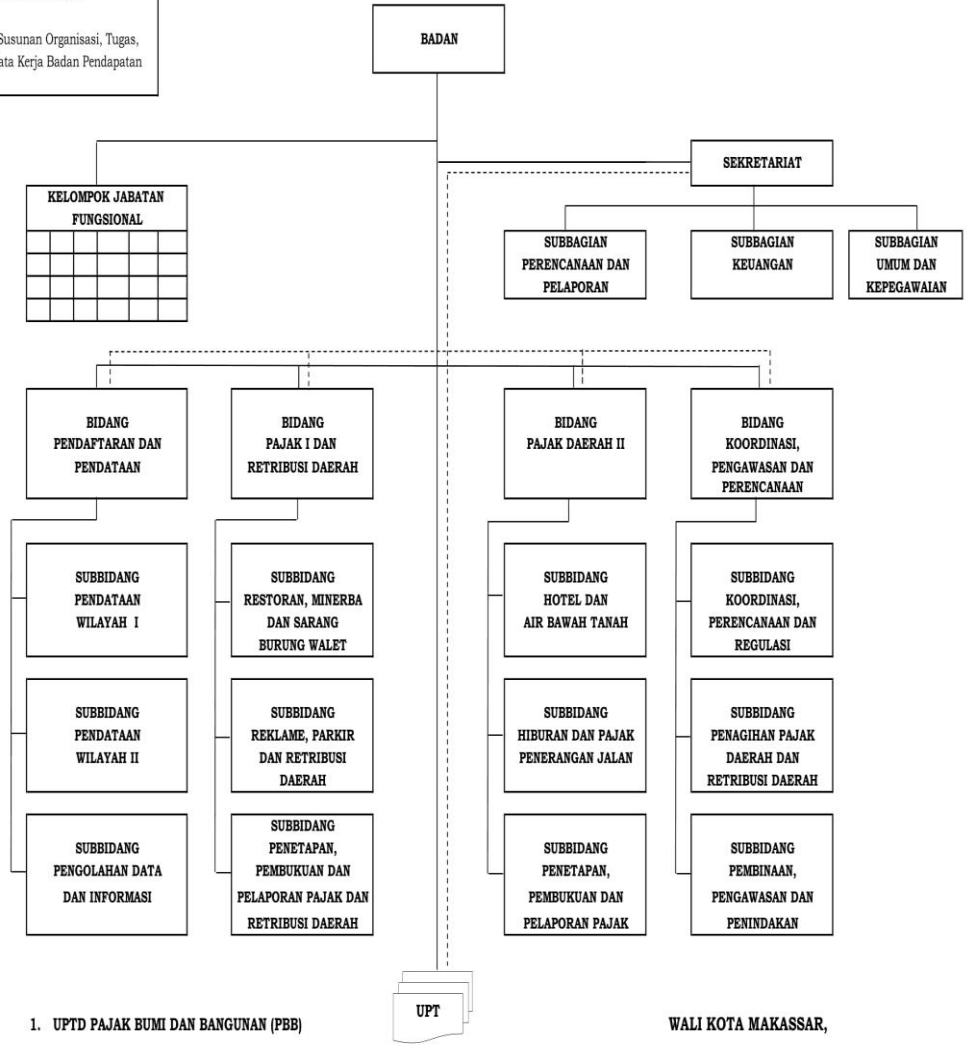 Susunan Organisasi, Tugas,
Kerja Badan Pendapatan
BADAN
SEKRETARIAT
KELOMPOK JABATAN
FUNGSIONAL
SUBBAGIAN
PERENCANAAN DAN
PELAPORAN
SUBBAGIAN
KEUANGAN
SUBBAGIAN
UMUM DAN
KEPEGAWAIAN
BIDANG
PENDAFTARAN DAN
PENDATAAN
BIDANG
PAJAK I DAN
RETRIBUSI DAERAH
BIDANG
PAJAK DAERAH II
BIDANG
KOORDINASI,
PENGAWASAN DAN
PERENCANAAN
SUBBIDANG
PENDATAAN
WILAYAH I
SUBBIDANG
RESTORAN, MINERBA
DAN SARANG
BURUNG WALET
SUBBIDANG
HOTEL DAN
AIR BAWAH TANAH
SUBBIDANG
KOORDINASI,
PERENCANAAN DAN
REGULASI
SUBBIDANG
PENDATAAN
WILAYAH II
SUBBIDANG
REKLAME, PARKIR
DAN RETRIBUSI
DAERAH
SUBBIDANG
HIBURAN DAN PAJAK
PENERANGAN JALAN
SUBBIDANG
PENAGIHAN PAJAK
DAERAH DAN
RETRIBUSI DAERAH
SUBBIDANG
PENGOLAHAN DATA
DAN INFORMASI
SUBBIDANG
PENETAPAN,
PEMBUKUAN DAN
PELAPORAN PAJAK DAN
RETRIBUSI DAERAH
SUBBIDANG
PENETAPAN,
PEMBUKUAN DAN
PELAPORAN PAJAK
SUBBIDANG
PEMBINAAN,
PENGAWASAN DAN
PENINDAKAN
UPT
1. UPTD PAJAK BUMI DAN BANGUNAN (PBB)
WALI KOTA MAKASSAR,